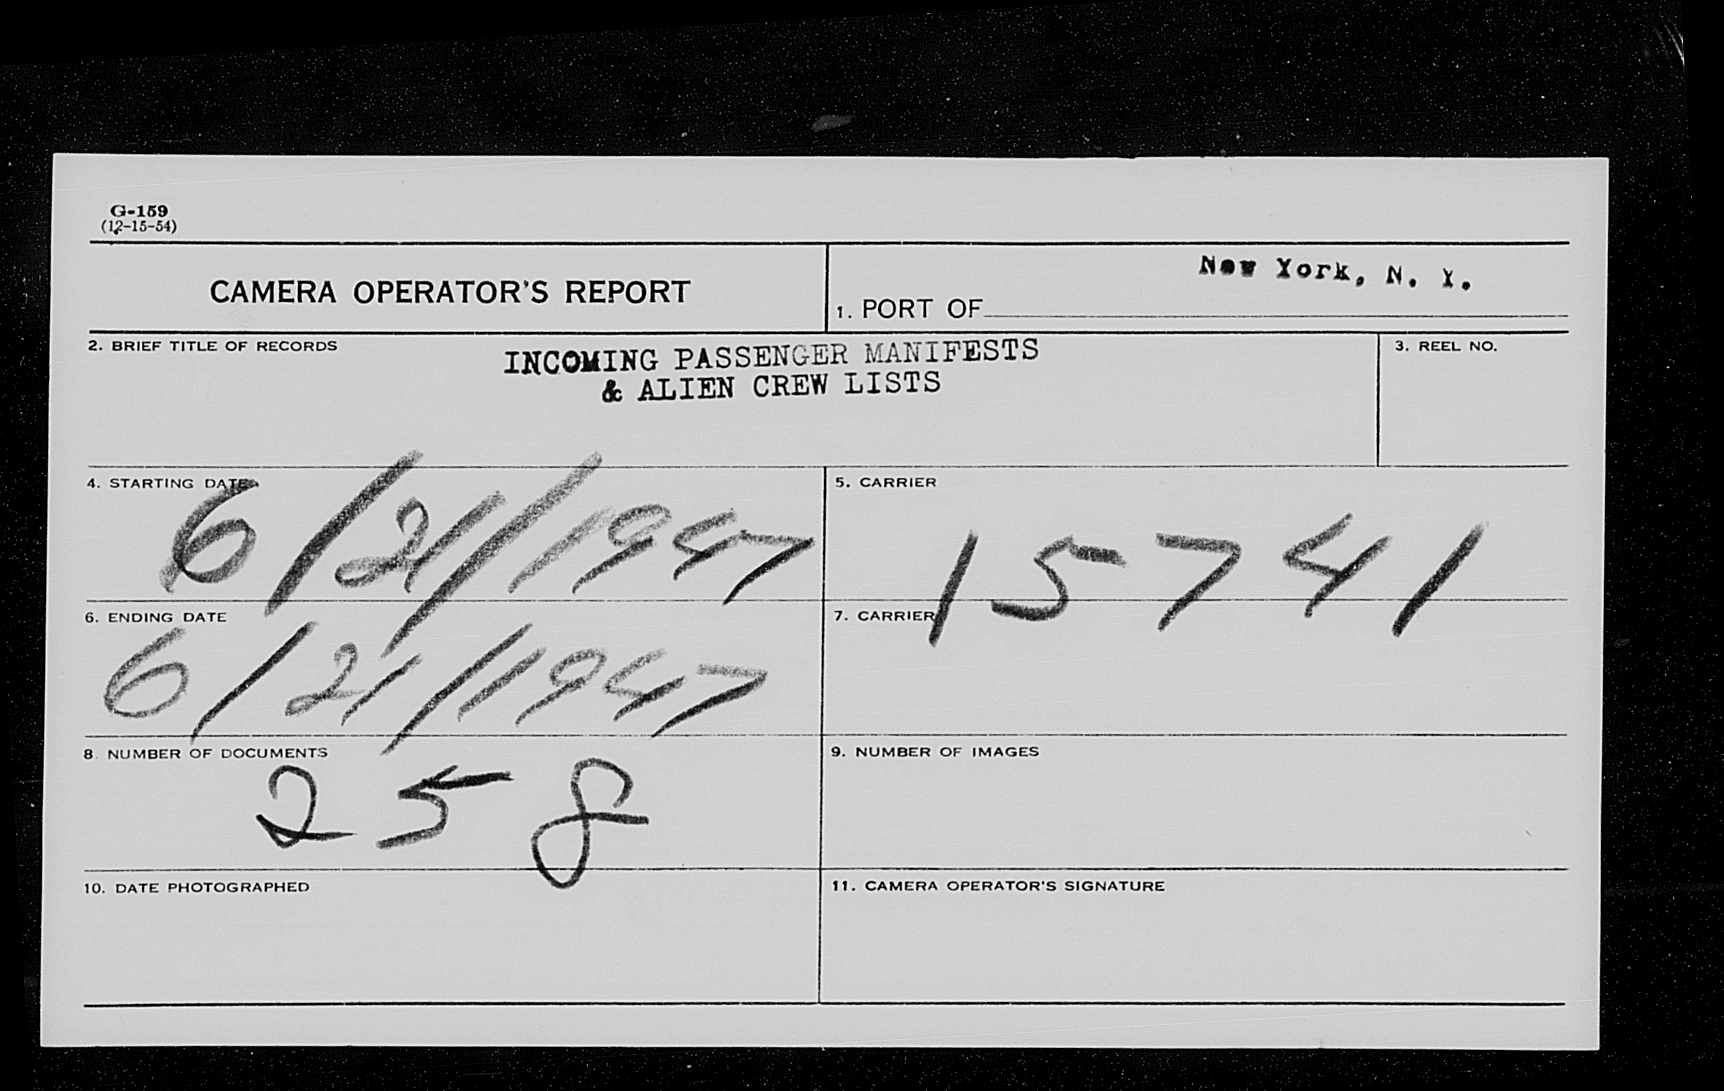 G-159
(12-15-54)
CAMERA OPERATOR'S REPORT
1. PORT OF New York, N. Y.
2. BRIEF TITLE OF RECORDS
INCOMING PASSENGER MANIFESTS
& ALIEN CREW LISTS
3. REEL NO.
4. STARTING DATE
6/21/1947
5. CARRIER
15741
6. ENDING DATE
6/21/1947
7. CARRIER
8. NUMBER OF DOCUMENTS
258
9. NUMBER OF IMAGES
10. DATE PHOTOGRAPHED
11. CAMERA OPERATOR'S SIGNATURE